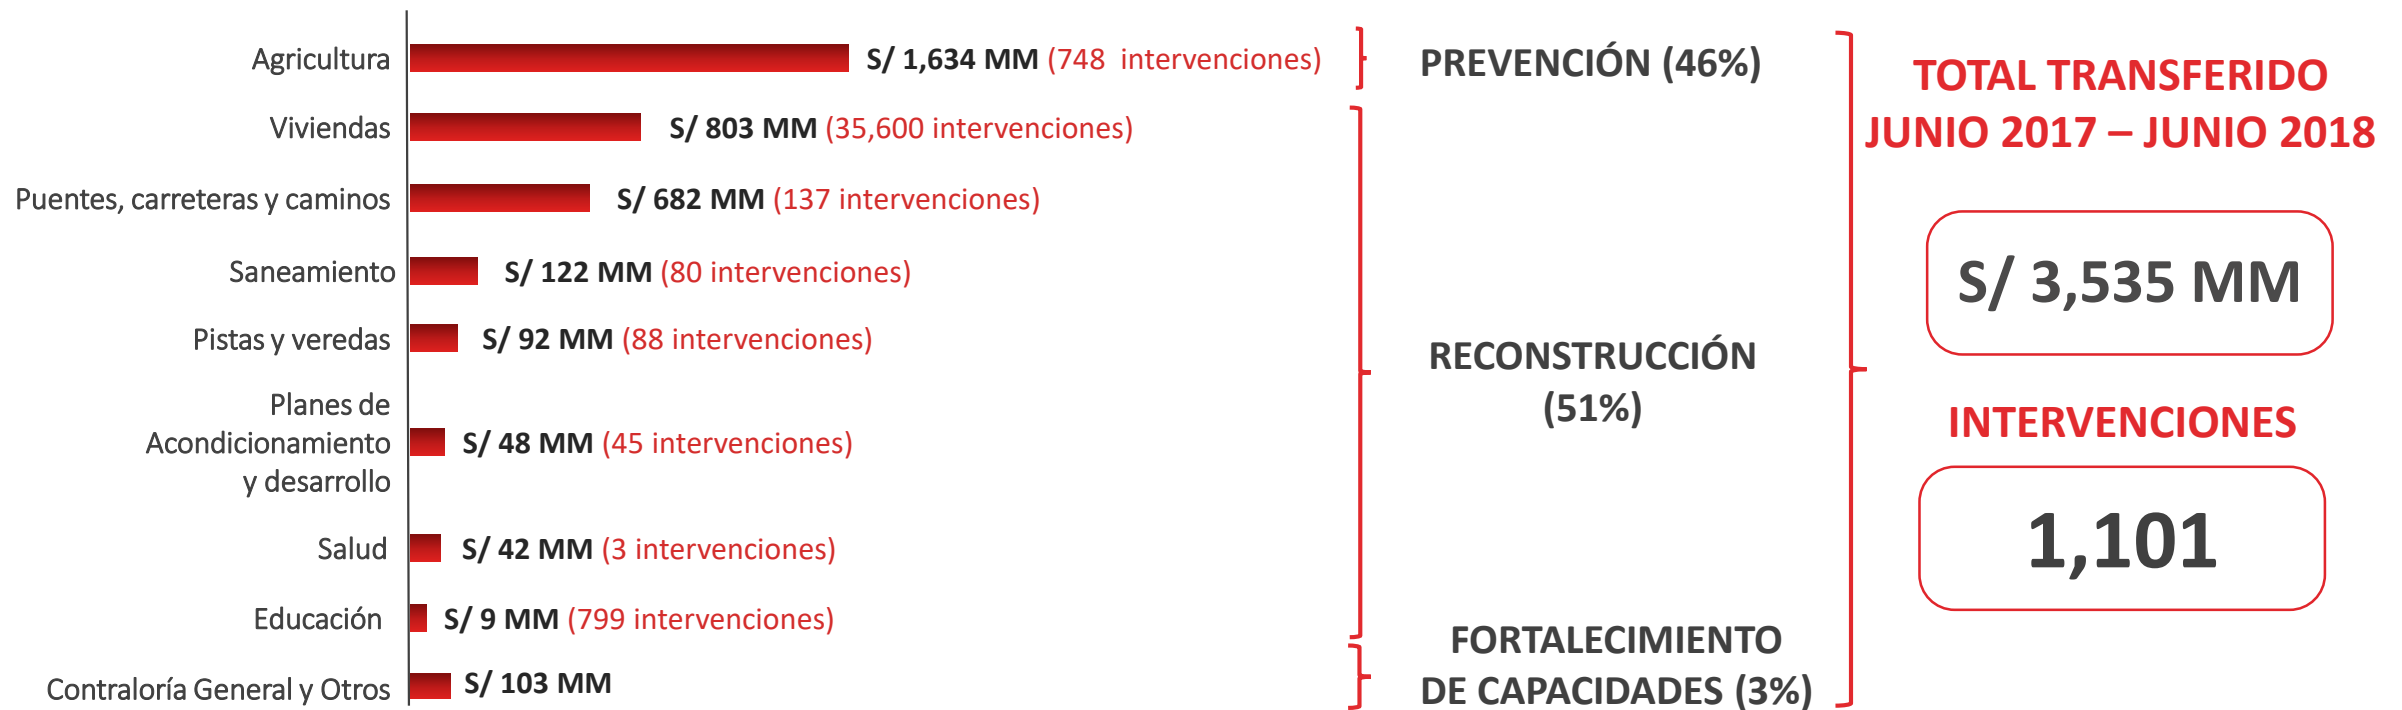 Agricultura
S/ 1,634 MM (748 intervenciones)
Viviendas
S/ 803 MM (35,600 intervenciones)
Puentes, carreteras y caminos
S/ 682 MM (137 intervenciones)
Saneamiento
S/ 122 MM (80 intervenciones)
Pistas y veredas
S/ 92 MM (88 intervenciones)
Planes de
Acondicionamiento
y desarrollo
S/ 48 MM (45 intervenciones)
Salud
S/ 42 MM (3 intervenciones)
Educación
S/ 9 MM (799 intervenciones)
Contraloría General y Otros
S/ 103 MM
PREVENCIÓN (46%)
RECONSTRUCCIÓN
(51%)
FORTALECIMIENTO
DE CAPACIDADES (3%)
TOTAL TRANSFERIDO
JUNIO 2017 – JUNIO 2018
S/ 3,535 MM
INTERVENCIONES
1,101